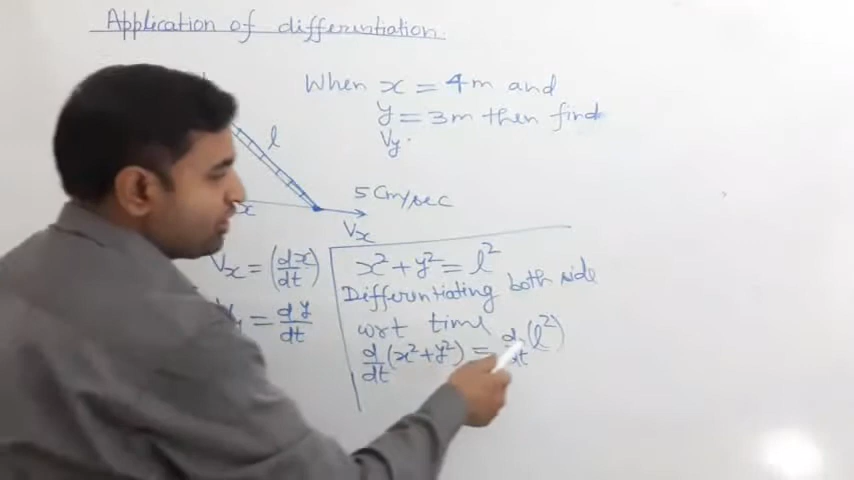 Application of differentiation.
When x = 4m and
y = 3m then find
Vy.
l
x
5 Cm/sec
Vx
Vx = (dx/dt)
= dy/dt
x² + y² = l²
Differentiating both side
wrt time
d/dt (x² + y²) = d/dt (l²)